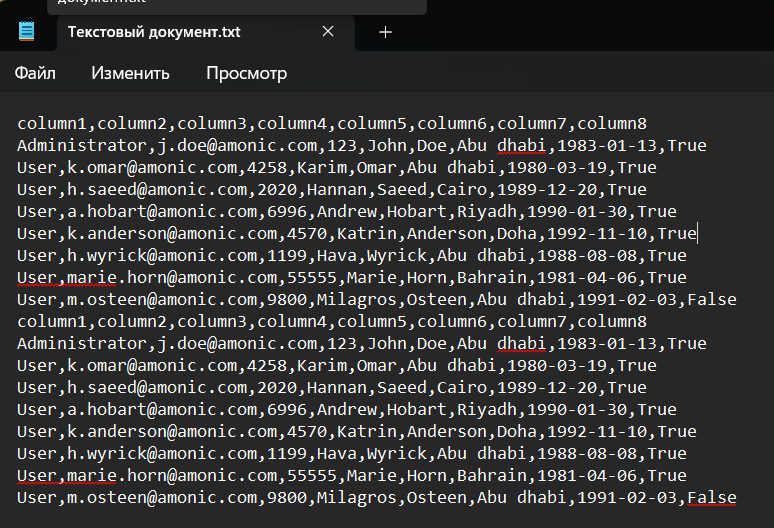 документ.txt
Текстовый документ.txt
Файл Изменить Просмотр
column1,column2,column3,column4,column5,column6,column7,column8
Administrator,j.doe@amonic.com,123,John,Doe,Abu dhabi,1983-01-13,True
User,k.omar@amonic.com,4258,Karim,Omar,Abu dhabi,1980-03-19,True
User,h.saeed@amonic.com,2020,Hannan,Saeed,Cairo,1989-12-20,True
User,a.hobart@amonic.com,6996,Andrew,Hobart,Riyadh,1990-01-30,True
User,k.anderson@amonic.com,4570,Katrin,Anderson,Doha,1992-11-10,True
User,h.wyrick@amonic.com,1199,Hava,Wyrick,Abu dhabi,1988-08-08,True
User,marie.horn@amonic.com,55555,Marie,Horn,Bahrain,1981-04-06,True
User,m.osteen@amonic.com,9800,Milagros,Osteen,Abu dhabi,1991-02-03,False
column1,column2,column3,column4,column5,column6,column7,column8
Administrator,j.doe@amonic.com,123,John,Doe,Abu dhabi,1983-01-13,True
User,k.omar@amonic.com,4258,Karim,Omar,Abu dhabi,1980-03-19,True
User,h.saeed@amonic.com,2020,Hannan,Saeed,Cairo,1989-12-20,True
User,a.hobart@amonic.com,6996,Andrew,Hobart,Riyadh,1990-01-30,True
User,k.anderson@amonic.com,4570,Katrin,Anderson,Doha,1992-11-10,True
User,h.wyrick@amonic.com,1199,Hava,Wyrick,Abu dhabi,1988-08-08,True
User,marie.horn@amonic.com,55555,Marie,Horn,Bahrain,1981-04-06,True
User,m.osteen@amonic.com,9800,Milagros,Osteen,Abu dhabi,1991-02-03,False